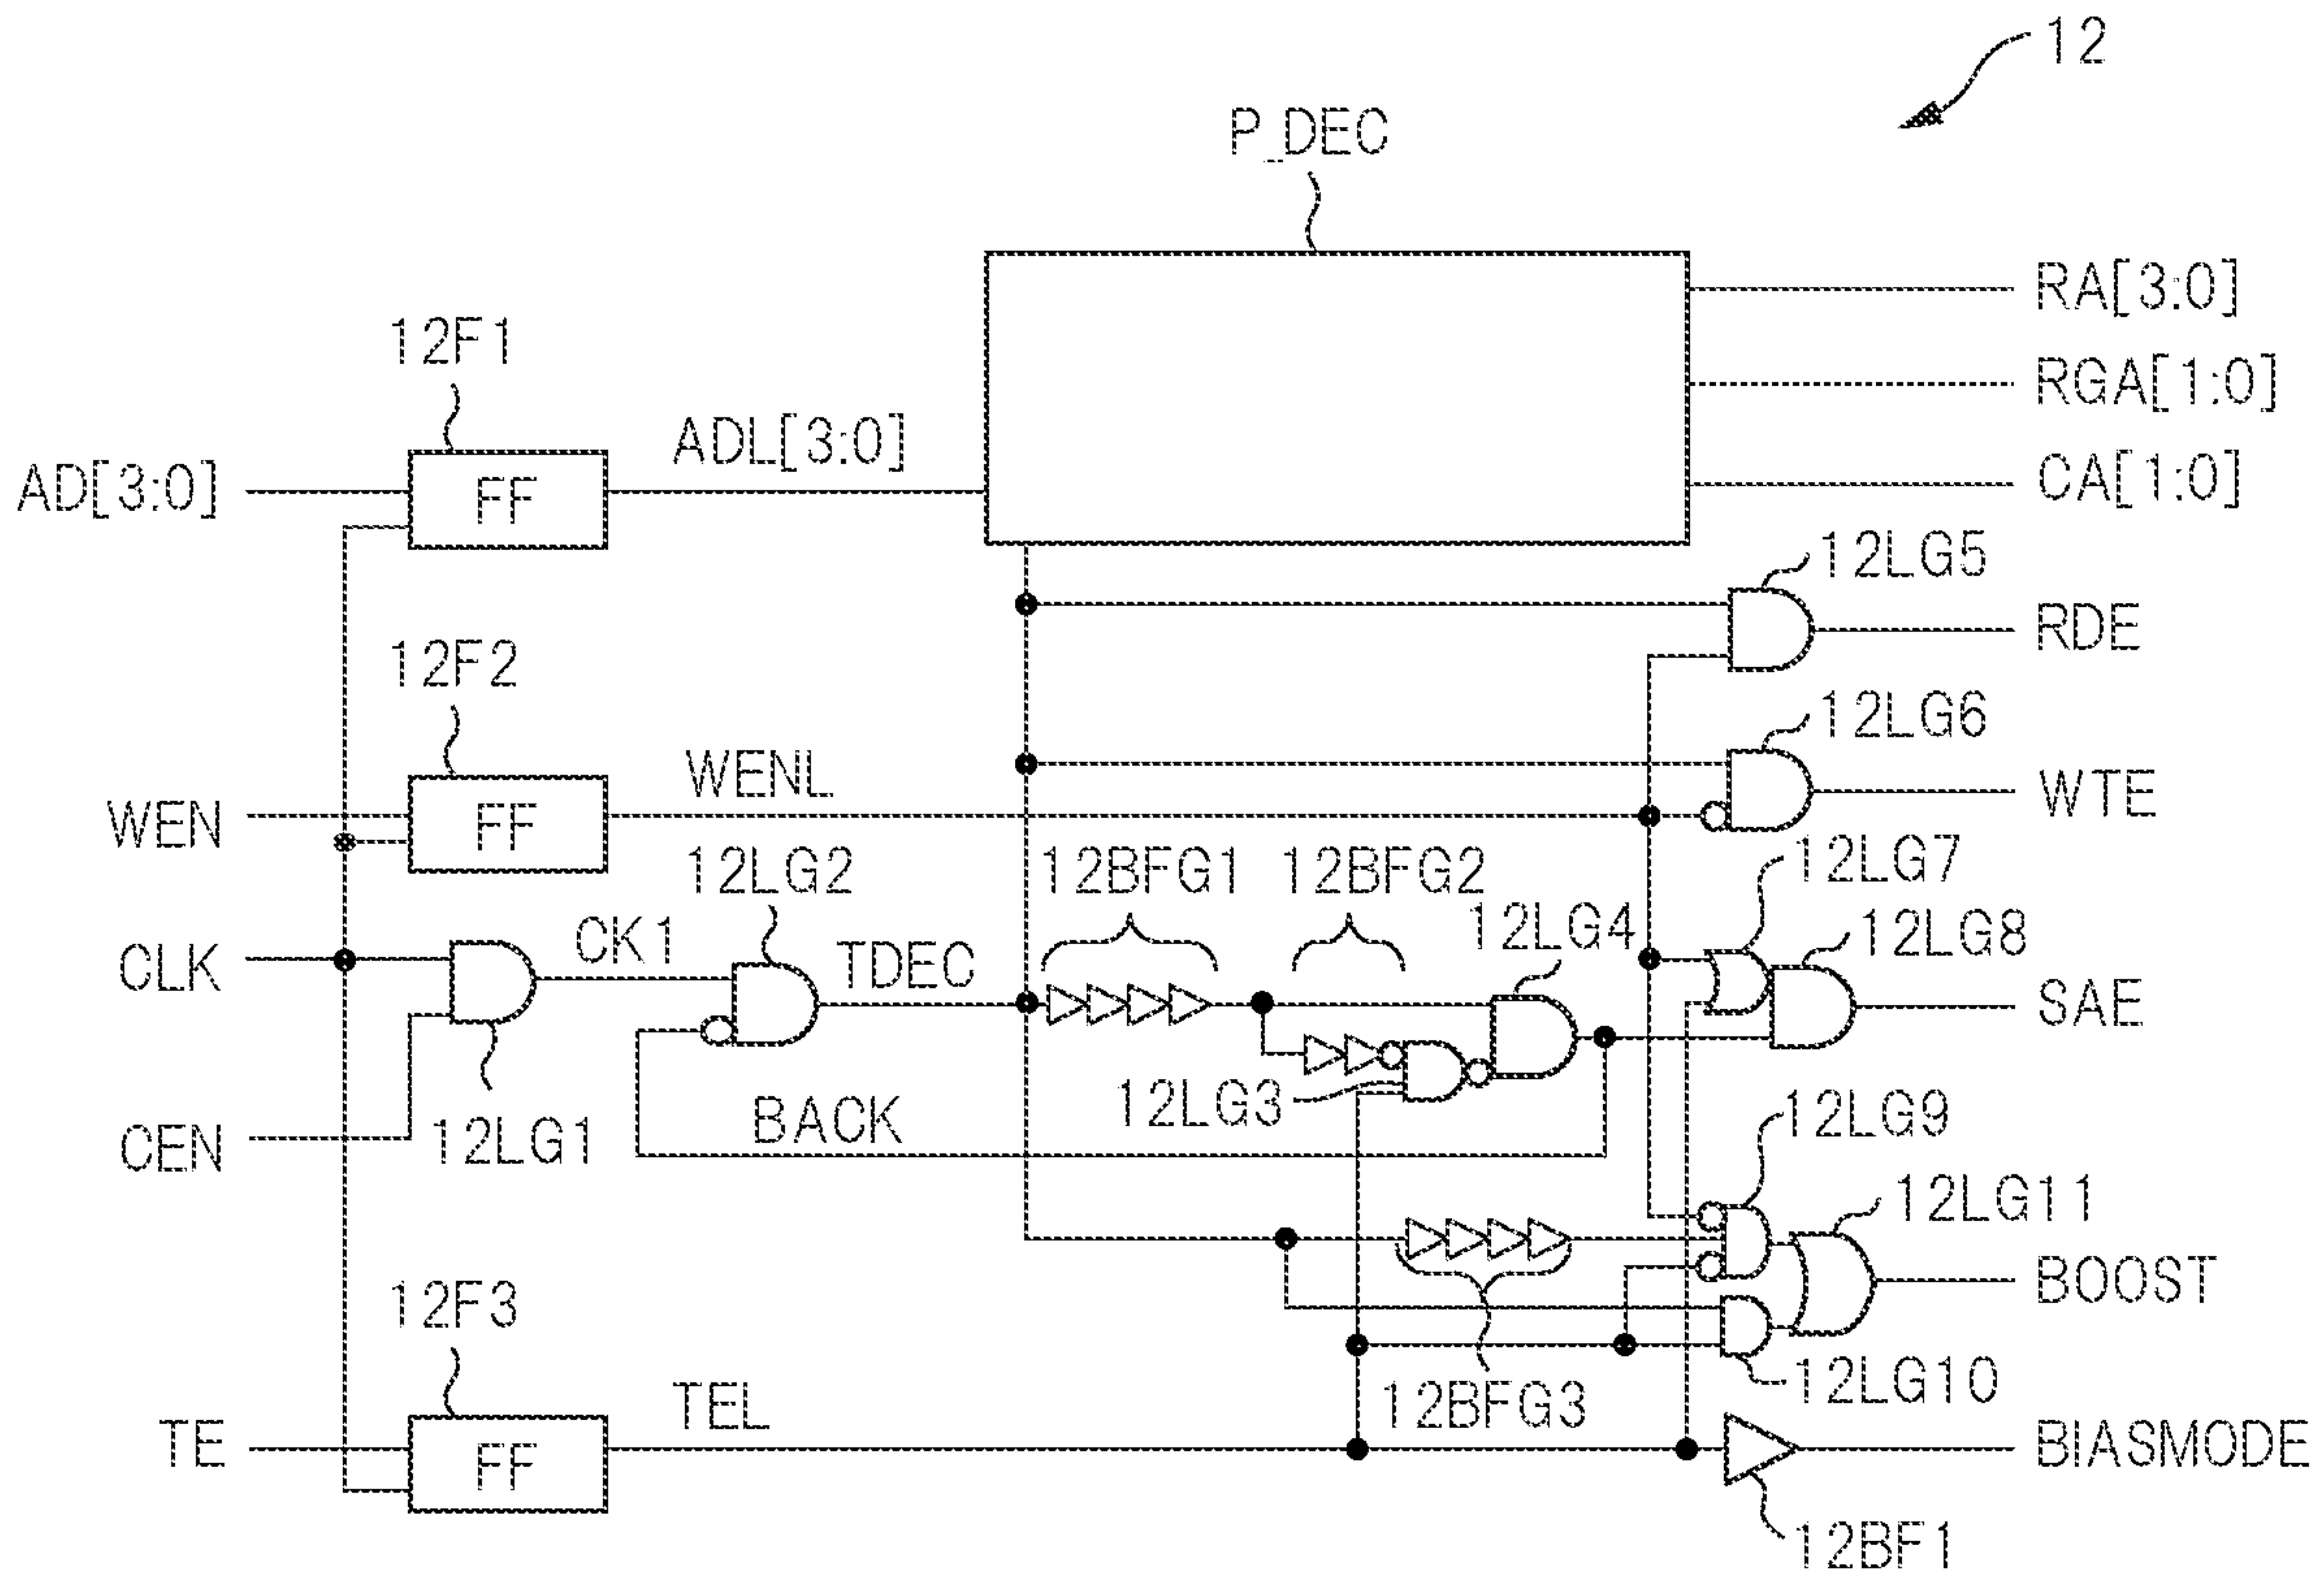 12
P_DEC
RA[3:0]
12F1
RGA[1:0]
ADL[3:0]
AD[3:0]
FF
CA[1:0]
12LG5
RDE
12F2
12LG6
WENL
WTE
WEN
FF
12LG2
12BFG1
12BFG2
12LG7
12LG4
12LG8
CK1
CLK
TDEC
SAE
12LG3
BACK
12LG9
CEN
12LG1
12LG11
BOOST
12F3
12LG10
TEL
12BFG3
TE
FF
BIASMODE
12BF1